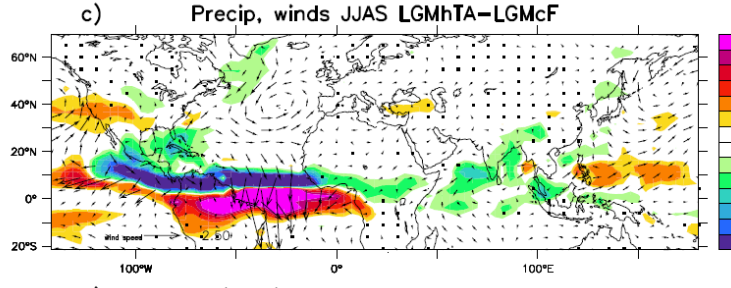 c) Precip, winds JJAS LGMhTA–LGMcF
60°N
40°N
20°N
0°
20°S
wind speed 2.50
100°W 0° 100°E